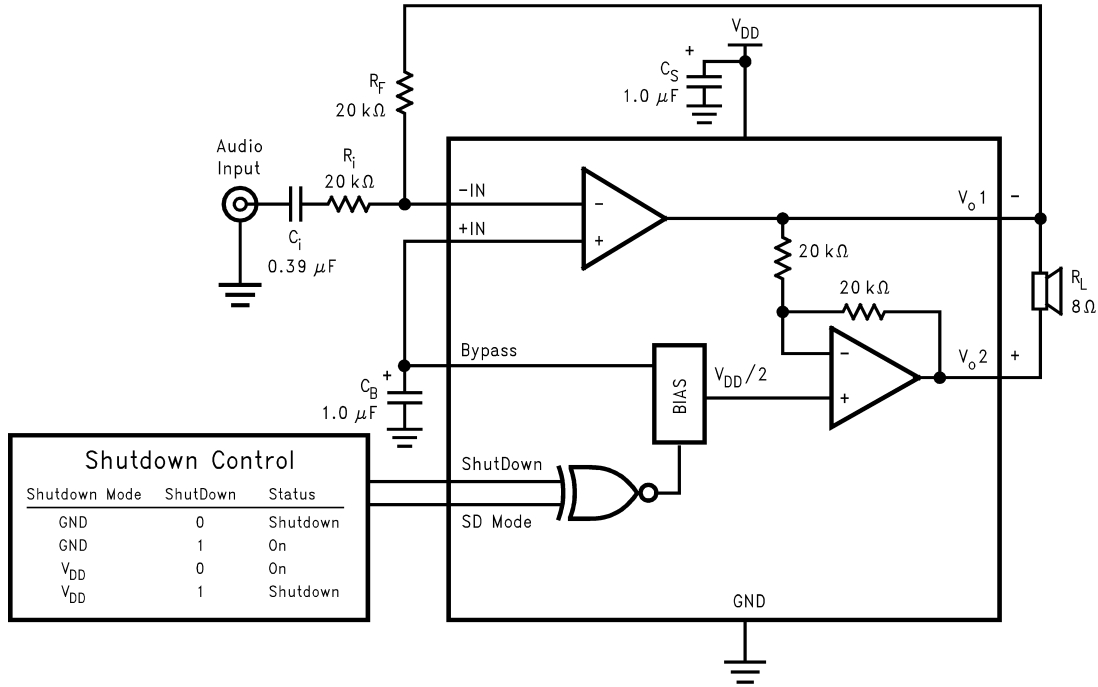 V_DD
+
C_S
1.0 μF
R_F
20 kΩ
Audio
Input
R_i
20 kΩ
C_i
0.39 μF
-IN
+IN
-
+
V_o1
-
20 kΩ
20 kΩ
R_L
8Ω
V_o2
+
-
+
Bypass
+
C_B
1.0 μF
BIAS
V_DD/2
ShutDown
SD Mode
GND
Shutdown Control
Shutdown Mode ShutDown Status
GND 0 Shutdown
GND 1 On
V_DD 0 On
V_DD 1 Shutdown